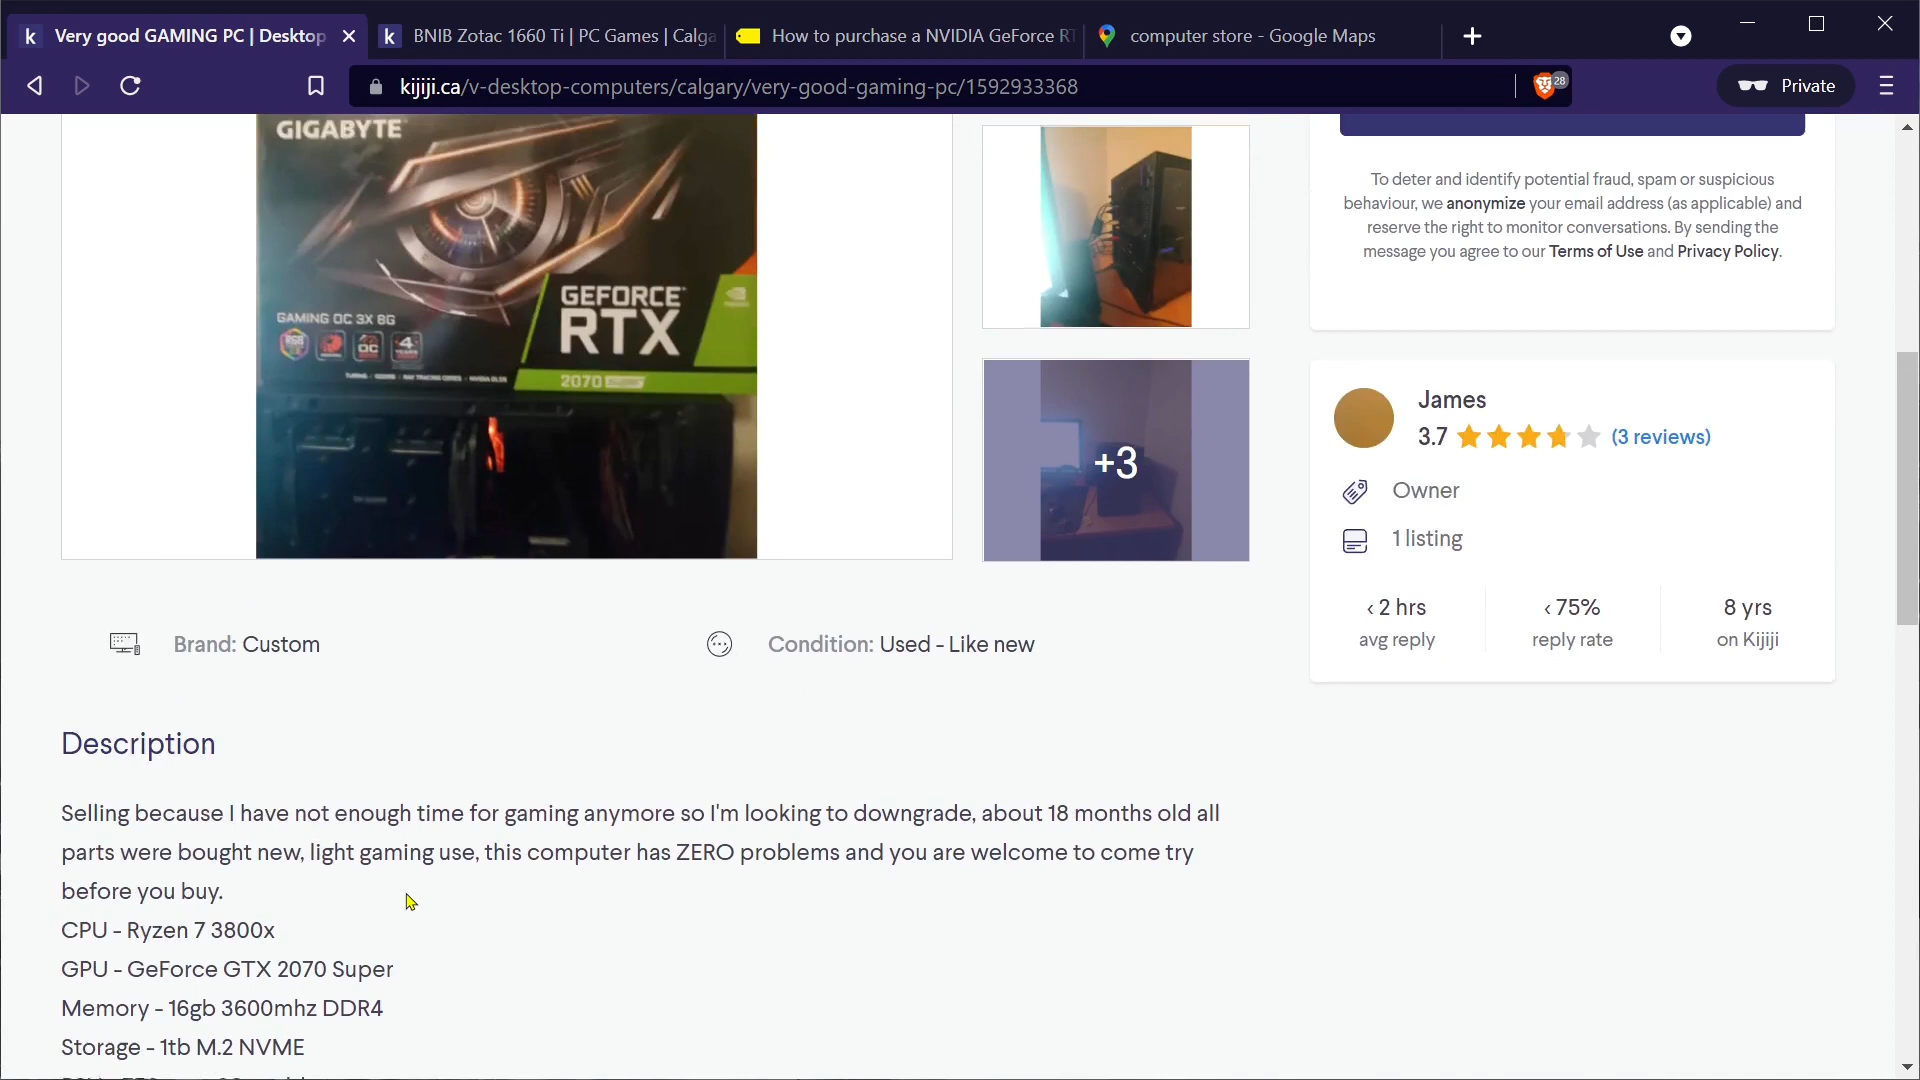 Very good GAMING PC | Desktop
BNIB Zotac 1660 Ti | PC Games | Calga
How to purchase a NVIDIA GeForce RT
computer store - Google Maps
kijiji.ca/v-desktop-computers/calgary/very-good-gaming-pc/1592933368
28
Private
GIGABYTE
GEFORCE
RTX
GAMING OC 3X 8G
RGB
OC
4
2070 SUPER
+3
To deter and identify potential fraud, spam or suspicious
behaviour, we anonymize your email address (as applicable) and
reserve the right to monitor conversations. By sending the
message you agree to our Terms of Use and Privacy Policy.
James
3.7
(3 reviews)
Owner
1 listing
< 2 hrs
avg reply
< 75%
reply rate
8 yrs
on Kijiji
Brand: Custom
Condition: Used - Like new
Description
Selling because I have not enough time for gaming anymore so I'm looking to downgrade, about 18 months old all
parts were bought new, light gaming use, this computer has ZERO problems and you are welcome to come try
before you buy.
CPU - Ryzen 7 3800x
GPU - GeForce GTX 2070 Super
Memory - 16gb 3600mhz DDR4
Storage - 1tb M.2 NVME